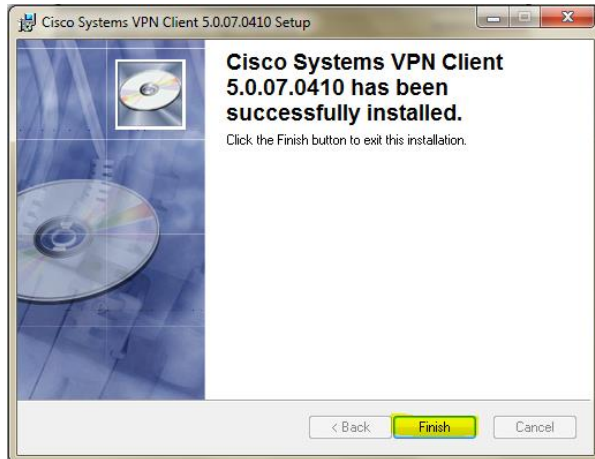 Cisco Systems VPN Client 5.0.07.0410 Setup
Cisco Systems VPN Client
5.0.07.0410 has been
successfully installed.
Click the Finish button to exit this installation.
< Back
Finish
Cancel